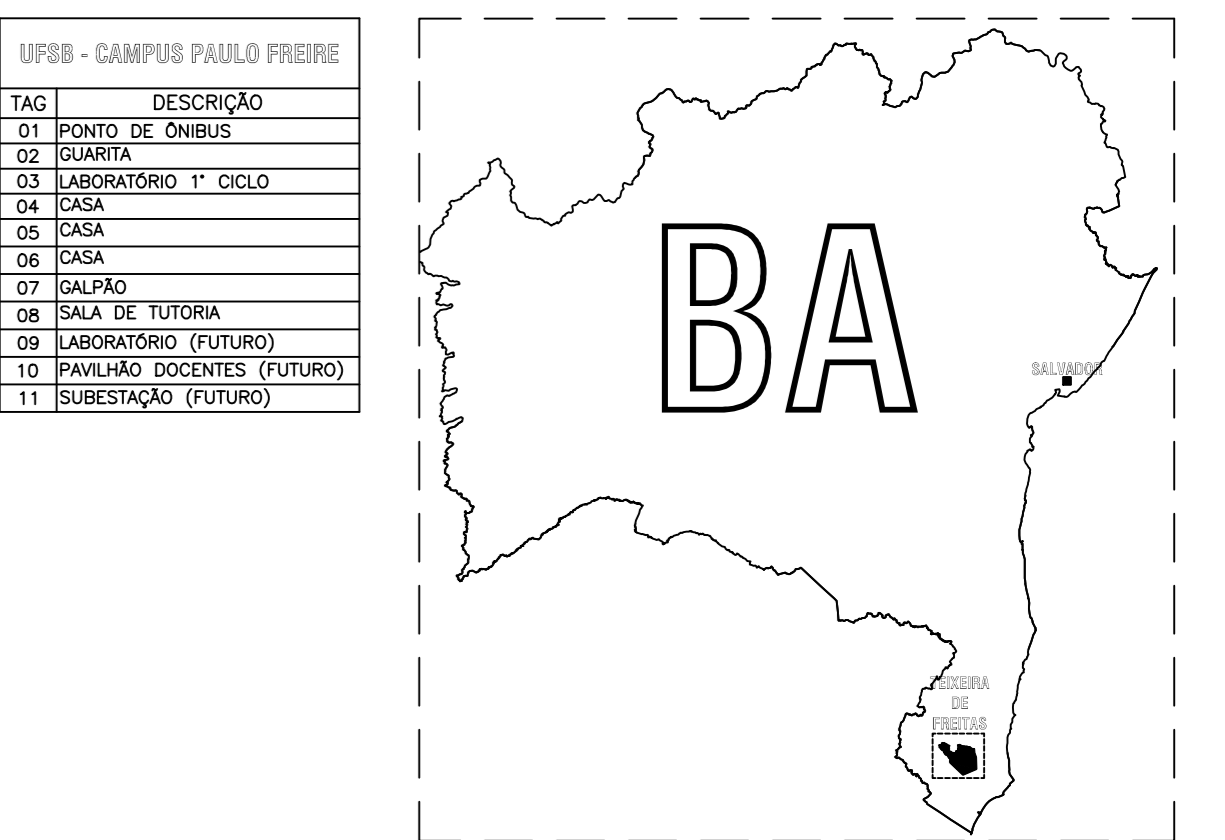 UFSB - CAMPUS PAULO FREIRE
TAG DESCRIÇÃO
01 PONTO DE ÔNIBUS
02 GUARITA
03 LABORATÓRIO 1° CICLO
04 CASA
05 CASA
06 CASA
07 GALPÃO
08 SALA DE TUTORIA
09 LABORATÓRIO (FUTURO)
10 PAVILHÃO DOCENTES (FUTURO)
11 SUBESTAÇÃO (FUTURO)
BA
SALVADOR
TEIXEIRA
DE
FREITAS